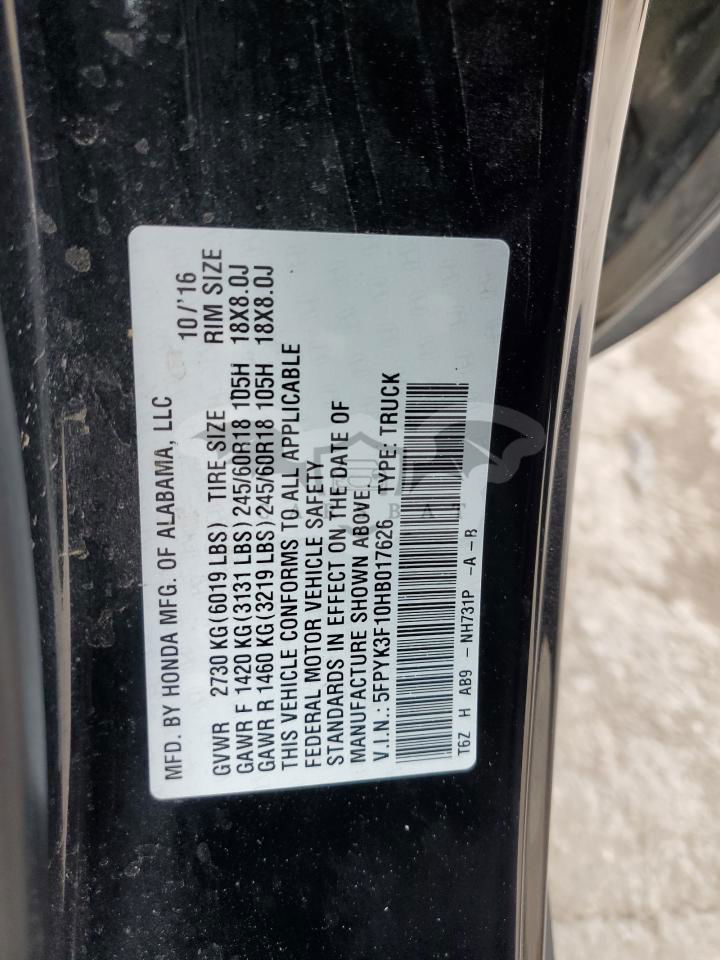 MFD. BY HONDA MFG. OF ALABAMA, LLC 10/'16
GVWR 2730 KG(6019 LBS) TIRE SIZE RIM SIZE
GAWR F 1420 KG(3131 LBS)245/60R18 105H 18X8.0J
GAWR R 1460 KG(3219 LBS)245/60R18 105H 18X8.0J
THIS VEHICLE CONFORMS TO ALL APPLICABLE
FEDERAL MOTOR VEHICLE SAFETY
STANDARDS IN EFFECT ON THE DATE OF
MANUFACTURE SHOWN ABOVE.
V.I.N.: 5FPYK3F10HB017626 TYPE: TRUCK
T6Z H AB9 - NH731P -A-B